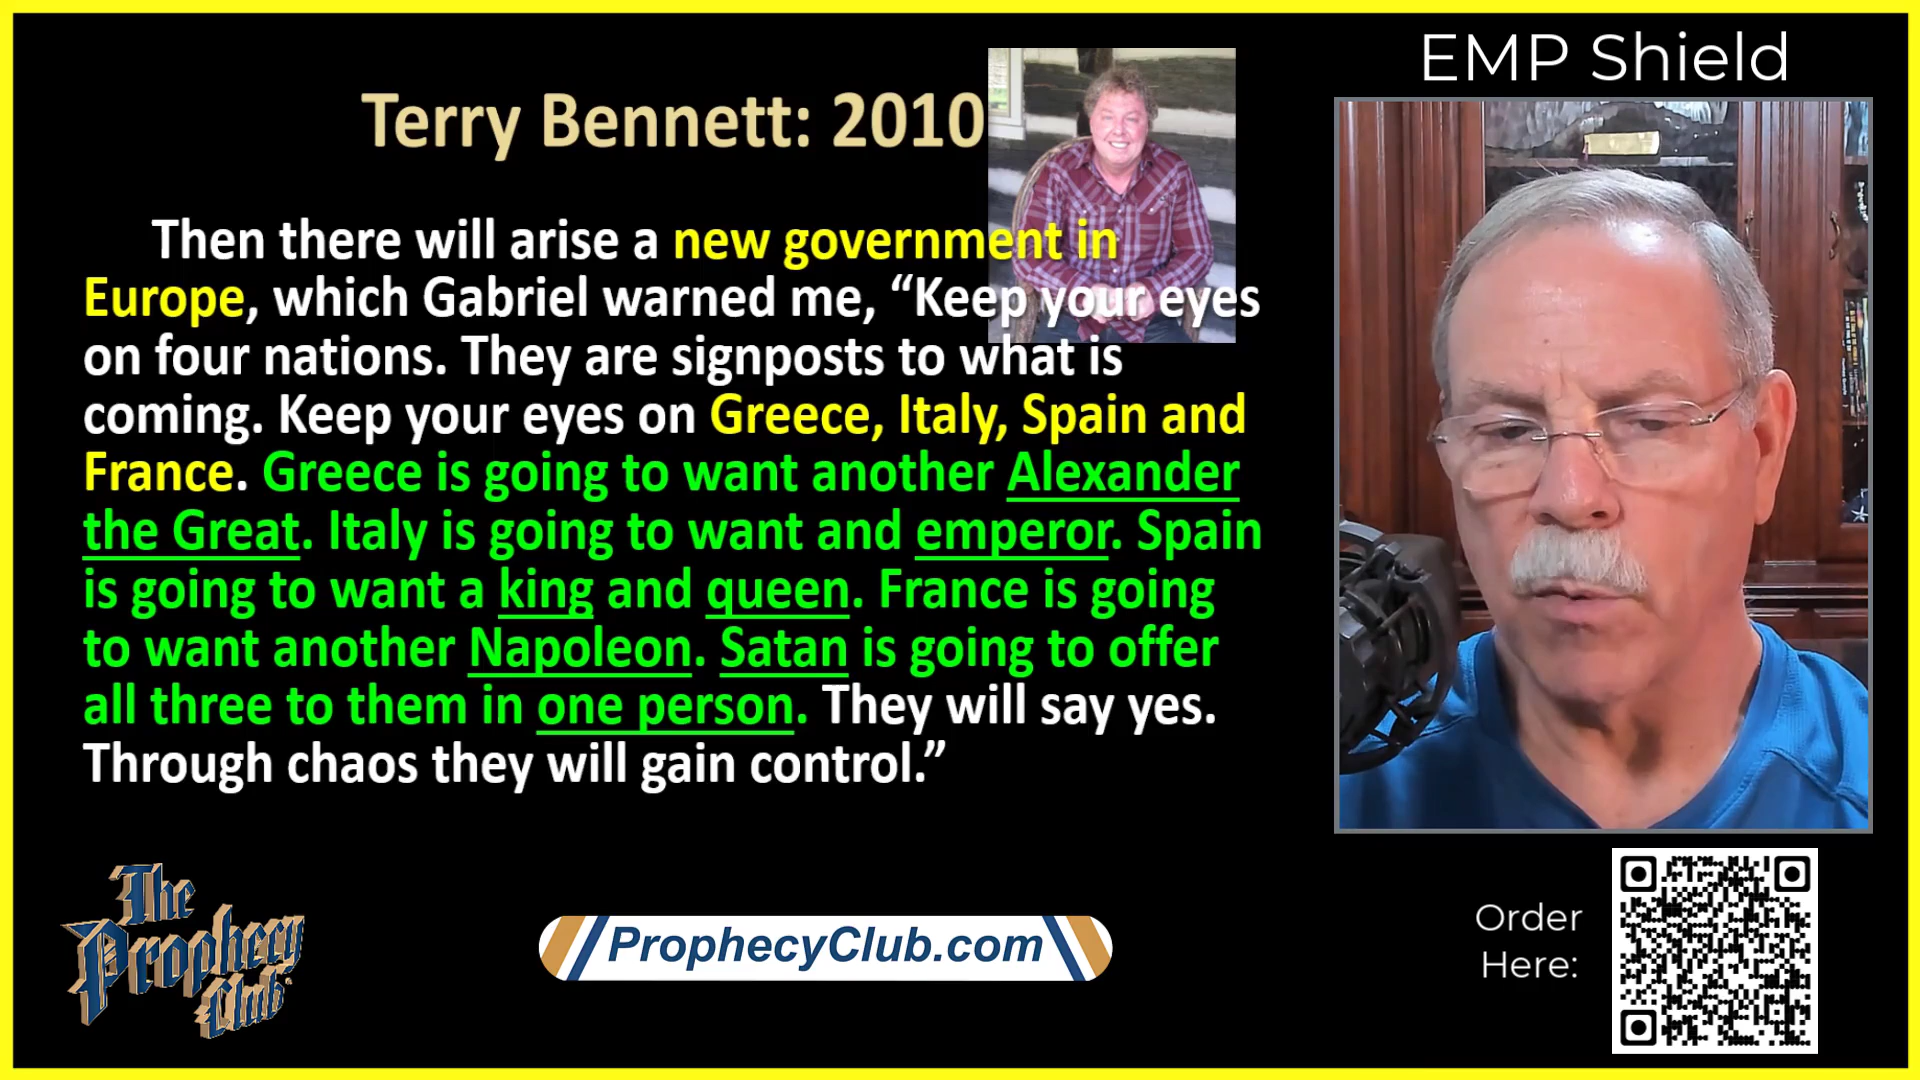 EMP Shield
Terry Bennett: 2010
Then there will arise a new government in
Europe, which Gabriel warned me, “Keep your eyes
on four nations. They are signposts to what is
coming. Keep your eyes on Greece, Italy, Spain and
France. Greece is going to want another Alexander
the Great. Italy is going to want and emperor. Spain
is going to want a king and queen. France is going
to want another Napoleon. Satan is going to offer
all three to them in one person. They will say yes.
Through chaos they will gain control.”
The
Prophecy
Club
ProphecyClub.com
Order
Here: